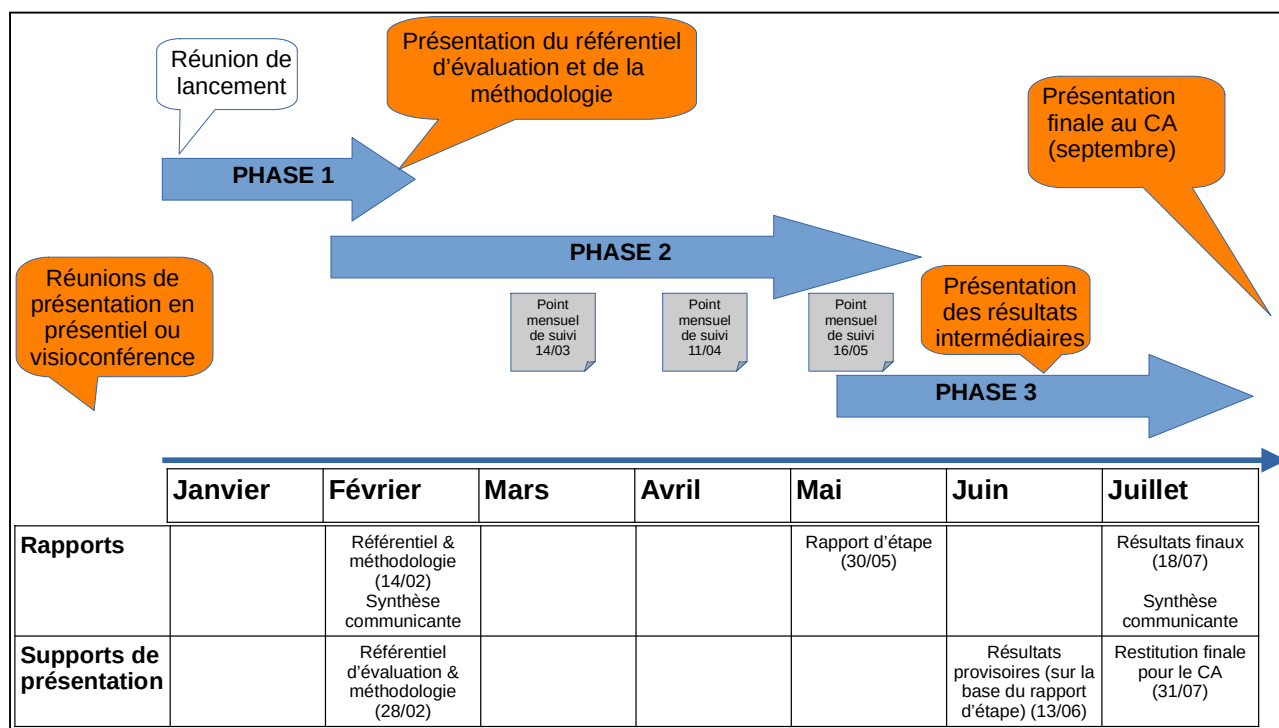 Réunion de
lancement
Présentation du référentiel
d’évaluation et de la
méthodologie
Présentation
finale au CA
(septembre)
PHASE 1
PHASE 2
Réunions de
présentation en
présentiel ou
visioconférence
Point
mensuel
de suivi
14/03
Point
mensuel
de suivi
11/04
Point
mensuel
de suivi
16/05
Présentation
des résultats
intermédiaires
PHASE 3
Janvier
Février
Mars
Avril
Mai
Juin
Juillet
Rapports
Référentiel &
méthodologie
(14/02)
Synthèse
communicante
Rapport d’étape
(30/05)
Résultats finaux
(18/07)
Synthèse
communicante
Supports de
présentation
Référentiel
d’évaluation &
méthodologie
(28/02)
Résultats
provisoires (sur la
base du rapport
d’étape) (13/06)
Restitution finale
pour le CA
(31/07)